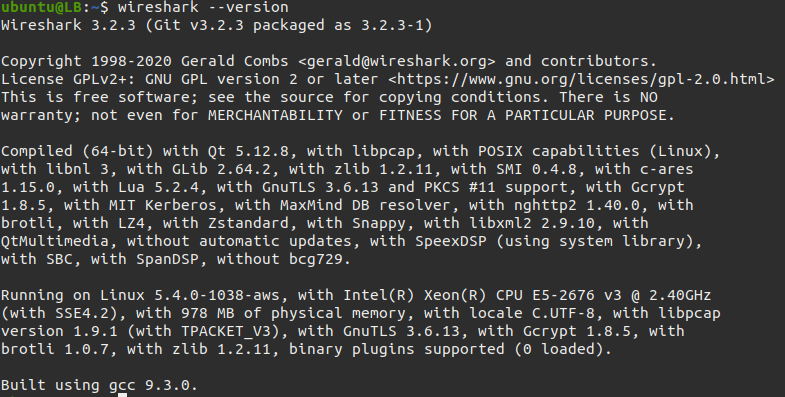 ubuntu@LB:~$ wireshark --version
Wireshark 3.2.3 (Git v3.2.3 packaged as 3.2.3-1)
Copyright 1998-2020 Gerald Combs <gerald@wireshark.org> and contributors.
License GPLv2+: GNU GPL version 2 or later <https://www.gnu.org/licenses/gpl-2.0.html>
This is free software; see the source for copying conditions. There is NO
warranty; not even for MERCHANTABILITY or FITNESS FOR A PARTICULAR PURPOSE.
Compiled (64-bit) with Qt 5.12.8, with libpcap, with POSIX capabilities (Linux),
with libnl 3, with GLib 2.64.2, with zlib 1.2.11, with SMI 0.4.8, with c-ares
1.15.0, with Lua 5.2.4, with GnuTLS 3.6.13 and PKCS #11 support, with Gcrypt
1.8.5, with MIT Kerberos, with MaxMind DB resolver, with nghttp2 1.40.0, with
brotli, with LZ4, with Zstandard, with Snappy, with libxml2 2.9.10, with
QtMultimedia, without automatic updates, with SpeexDSP (using system library),
with SBC, with SpanDSP, without bcg729.
Running on Linux 5.4.0-1038-aws, with Intel(R) Xeon(R) CPU E5-2676 v3 @ 2.40GHz
(with SSE4.2), with 978 MB of physical memory, with locale C.UTF-8, with libpcap
version 1.9.1 (with TPACKET_V3), with GnuTLS 3.6.13, with Gcrypt 1.8.5, with
brotli 1.0.7, with zlib 1.2.11, binary plugins supported (0 loaded).
Built using gcc 9.3.0.